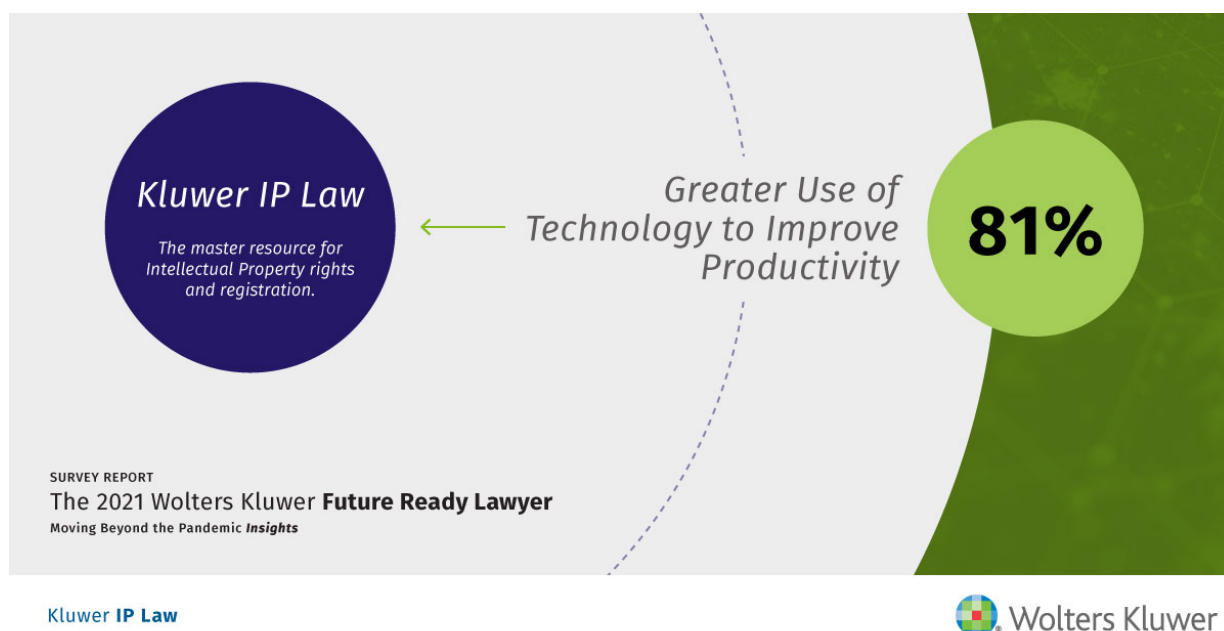 Kluwer IP Law
The master resource for
Intellectual Property rights
and registration.
Greater Use of
Technology to Improve
Productivity
81%
SURVEY REPORT
The 2021 Wolters Kluwer Future Ready Lawyer
Moving Beyond the Pandemic Insights
Kluwer IP Law
Wolters Kluwer